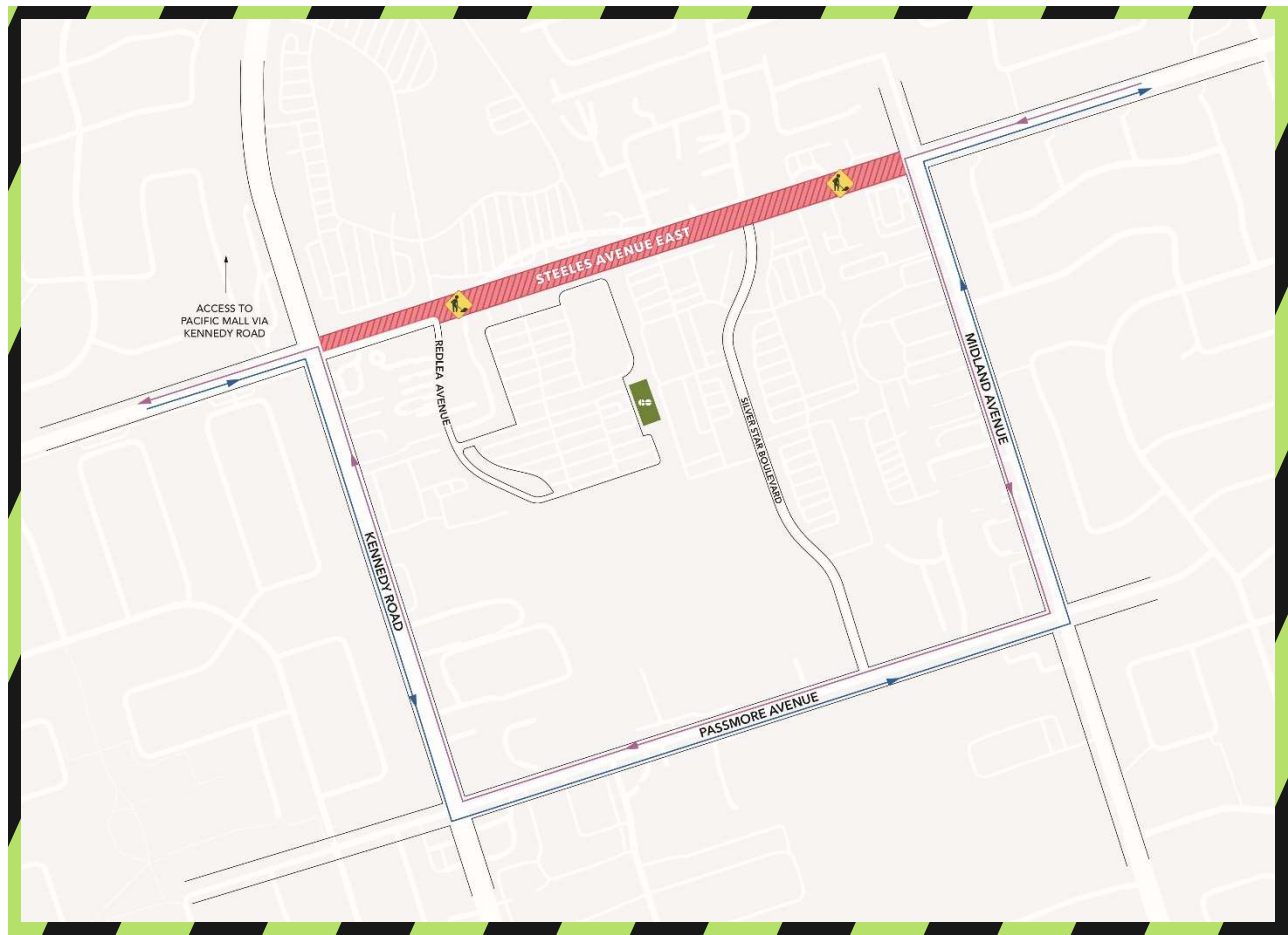 STEELES AVENUE EAST
ACCESS TO
PACIFIC MALL VIA
KENNEDY ROAD
REDLEA AVENUE
MIDLAND AVENUE
SILVER STAR BOULEVARD
KENNEDY ROAD
PASSMORE AVENUE
GO